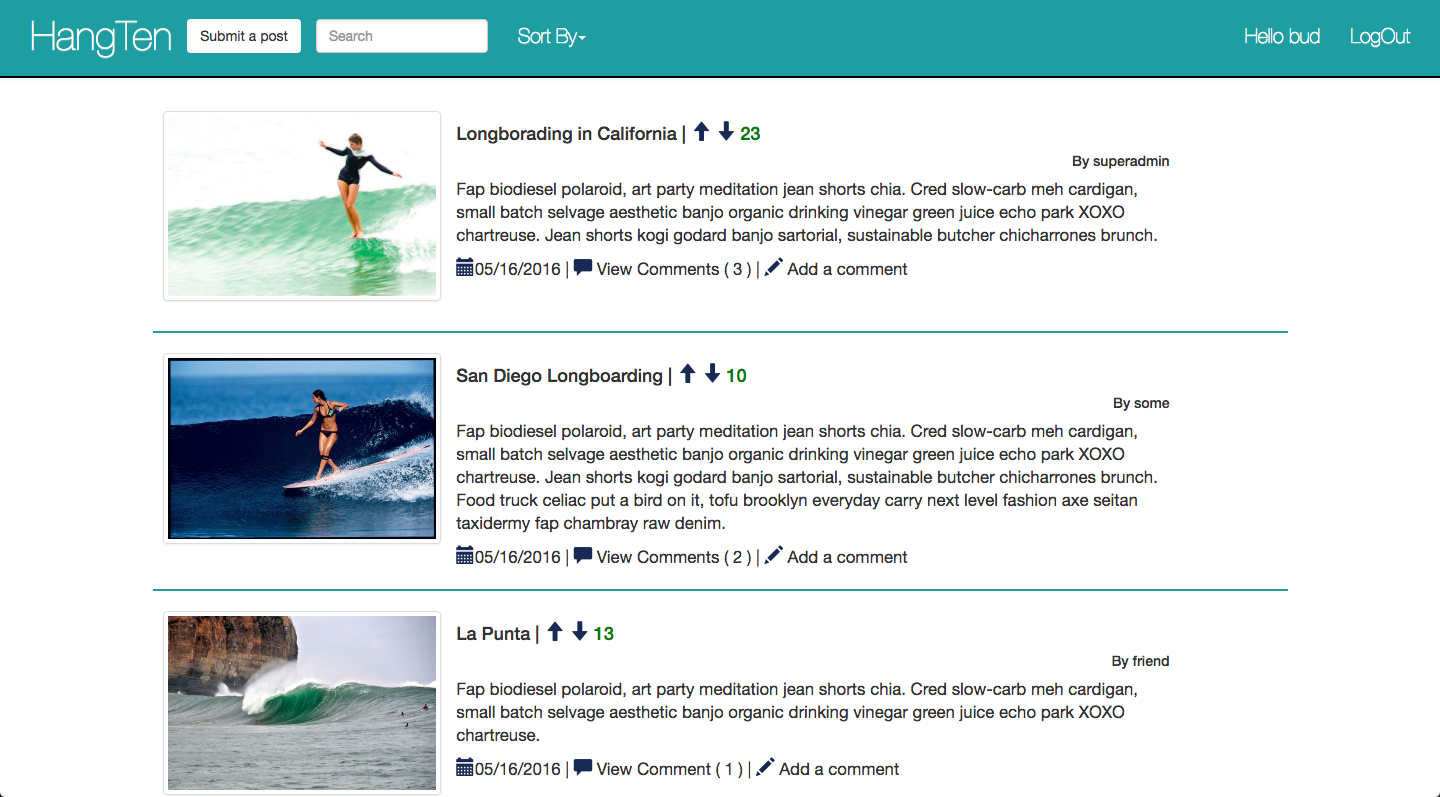 HangTen Submit a post Search Sort By Hello bud LogOut
Longborading in California | 23
By superadmin
Fap biodiesel polaroid, art party meditation jean shorts chia. Cred slow-carb meh cardigan,
small batch selvage aesthetic banjo organic drinking vinegar green juice echo park XOXO
chartreuse. Jean shorts kogi godard banjo sartorial, sustainable butcher chicharrones brunch.
05/16/2016 | View Comments ( 3 ) | Add a comment
San Diego Longboarding | 10
By some
Fap biodiesel polaroid, art party meditation jean shorts chia. Cred slow-carb meh cardigan,
small batch selvage aesthetic banjo organic drinking vinegar green juice echo park XOXO
chartreuse. Jean shorts kogi godard banjo sartorial, sustainable butcher chicharrones brunch.
Food truck celiac put a bird on it, tofu brooklyn everyday carry next level fashion axe seitan
taxidermy fap chambray raw denim.
05/16/2016 | View Comments ( 2 ) | Add a comment
La Punta | 13
By friend
Fap biodiesel polaroid, art party meditation jean shorts chia. Cred slow-carb meh cardigan,
small batch selvage aesthetic banjo organic drinking vinegar green juice echo park XOXO
chartreuse.
05/16/2016 | View Comment ( 1 ) | Add a comment